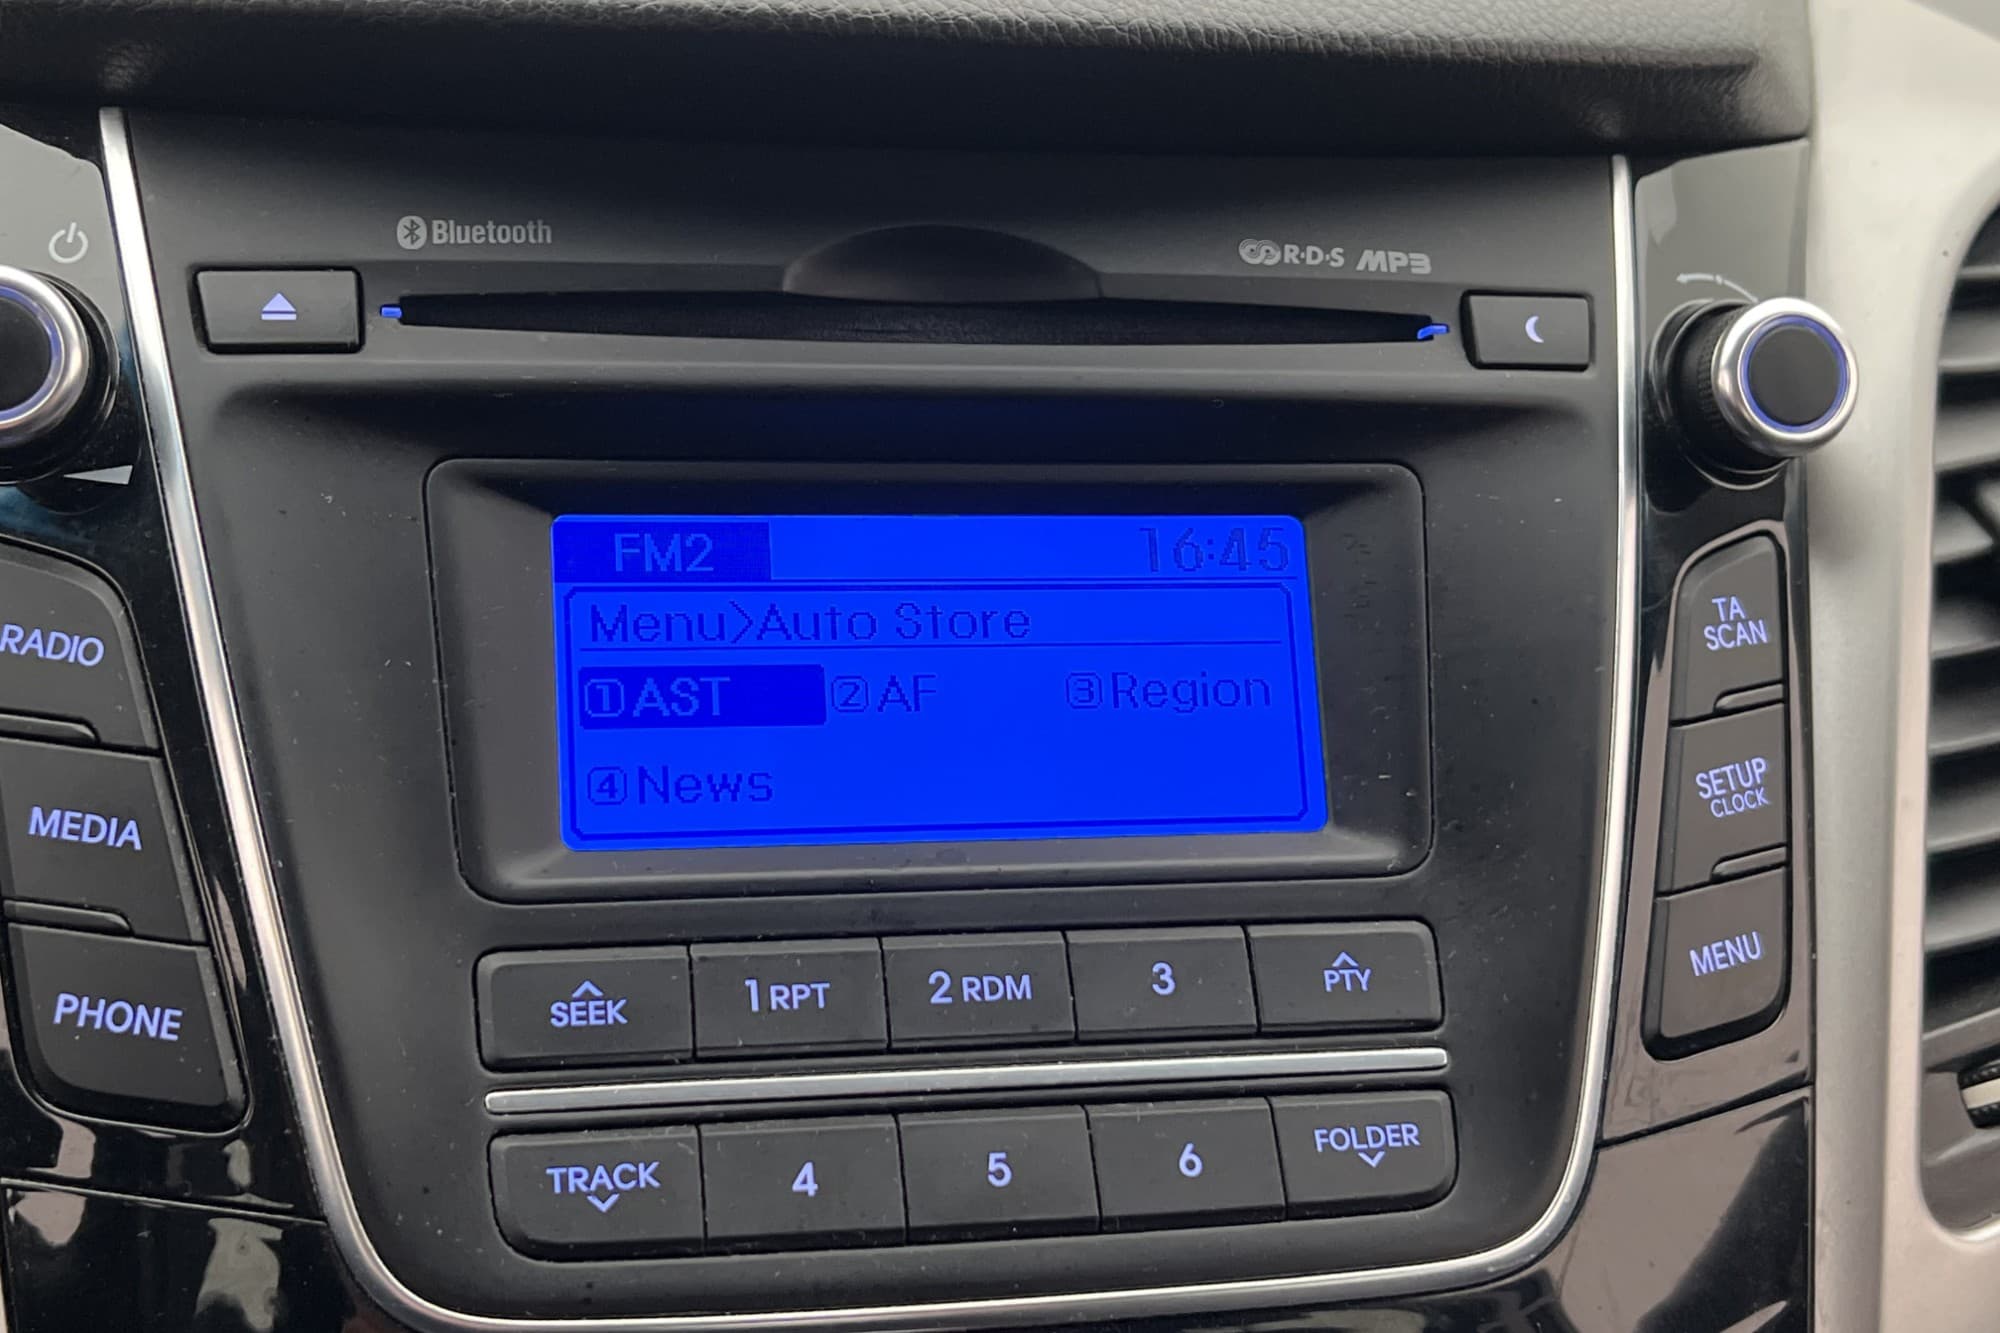 Bluetooth
R·D·S MP3
FM2 16:45
Menu>Auto Store
①AST ②AF ③Region
④News
RADIO
MEDIA
PHONE
TA
SCAN
SETUP
CLOCK
MENU
SEEK 1 RPT 2 RDM 3 PTY
TRACK 4 5 6 FOLDER